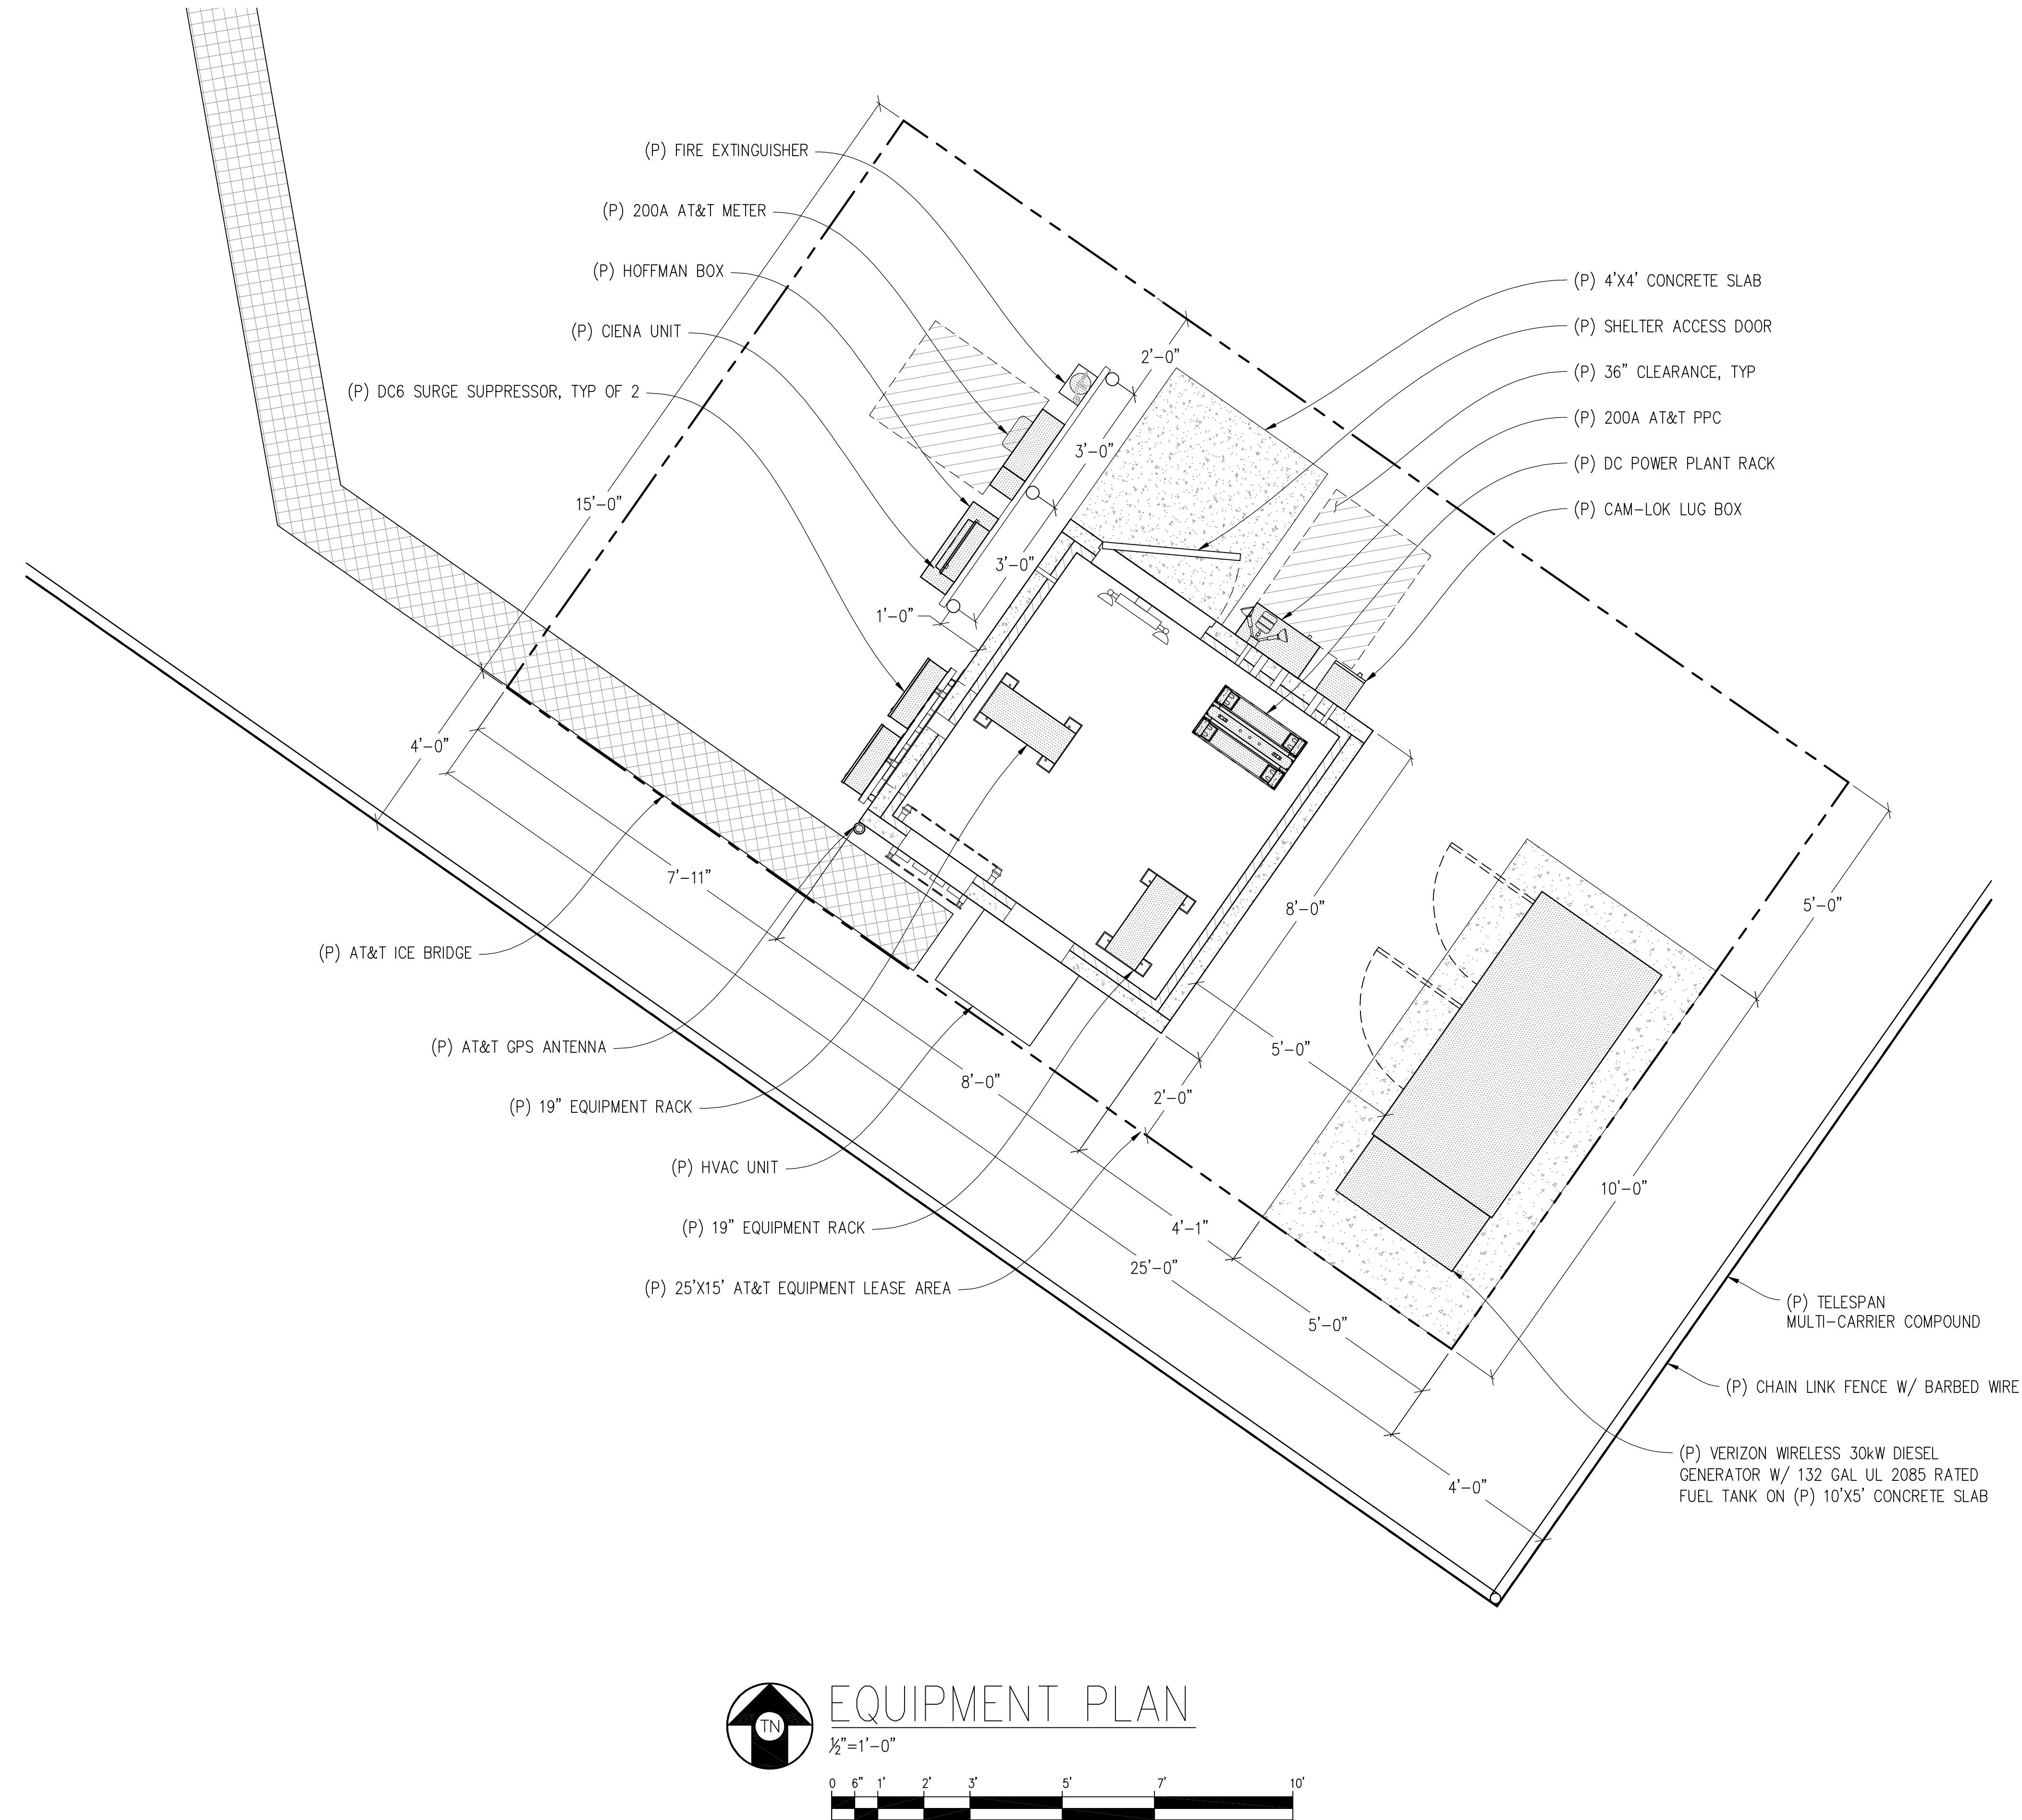 (P) FIRE EXTINGUISHER
(P) 200A AT&T METER
(P) HOFFMAN BOX
(P) CIENA UNIT
(P) DC6 SURGE SUPPRESSOR, TYP OF 2
(P) 4'X4' CONCRETE SLAB
(P) SHELTER ACCESS DOOR
(P) 36" CLEARANCE, TYP
(P) 200A AT&T PPC
(P) DC POWER PLANT RACK
(P) CAM-LOK LUG BOX
2'-0"
3'-0"
15'-0"
3'-0"
1'-0"
4'-0"
7'-11"
8'-0"
5'-0"
(P) AT&T ICE BRIDGE
(P) AT&T GPS ANTENNA
5'-0"
8'-0"
2'-0"
(P) 19" EQUIPMENT RACK
(P) HVAC UNIT
10'-0"
(P) 19" EQUIPMENT RACK
4'-1"
25'-0"
(P) 25'X15' AT&T EQUIPMENT LEASE AREA
5'-0"
(P) TELESPAN
MULTI-CARRIER COMPOUND
(P) CHAIN LINK FENCE W/ BARBED WIRE
(P) VERIZON WIRELESS 30kW DIESEL
GENERATOR W/ 132 GAL UL 2085 RATED
FUEL TANK ON (P) 10'X5' CONCRETE SLAB
4'-0"
TN
EQUIPMENT PLAN
½"=1'-0"
0 6" 1' 2' 3' 5' 7' 10'